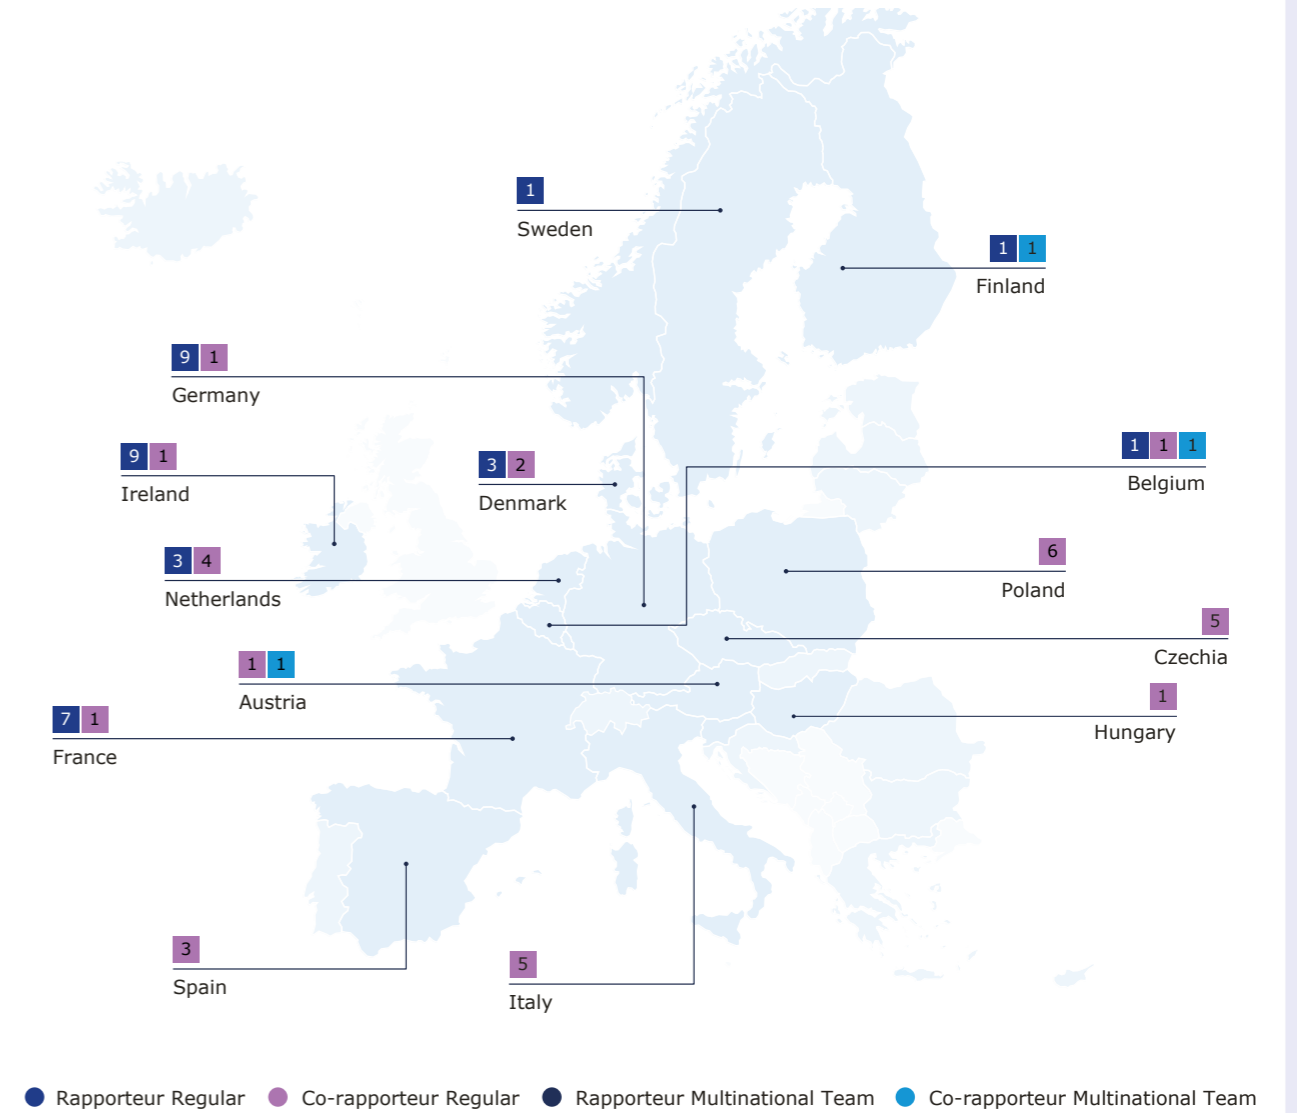 1
Sweden
1 1
Finland
9 1
Germany
9 1
Ireland
3 2
Denmark
1 1 1
Belgium
3 4
Netherlands
6
Poland
5
Czechia
1 1
Austria
1
Hungary
7 1
France
3
Spain
5
Italy
Rapporteur Regular Co-rapporteur Regular Rapporteur Multinational Team Co-rapporteur Multinational Team